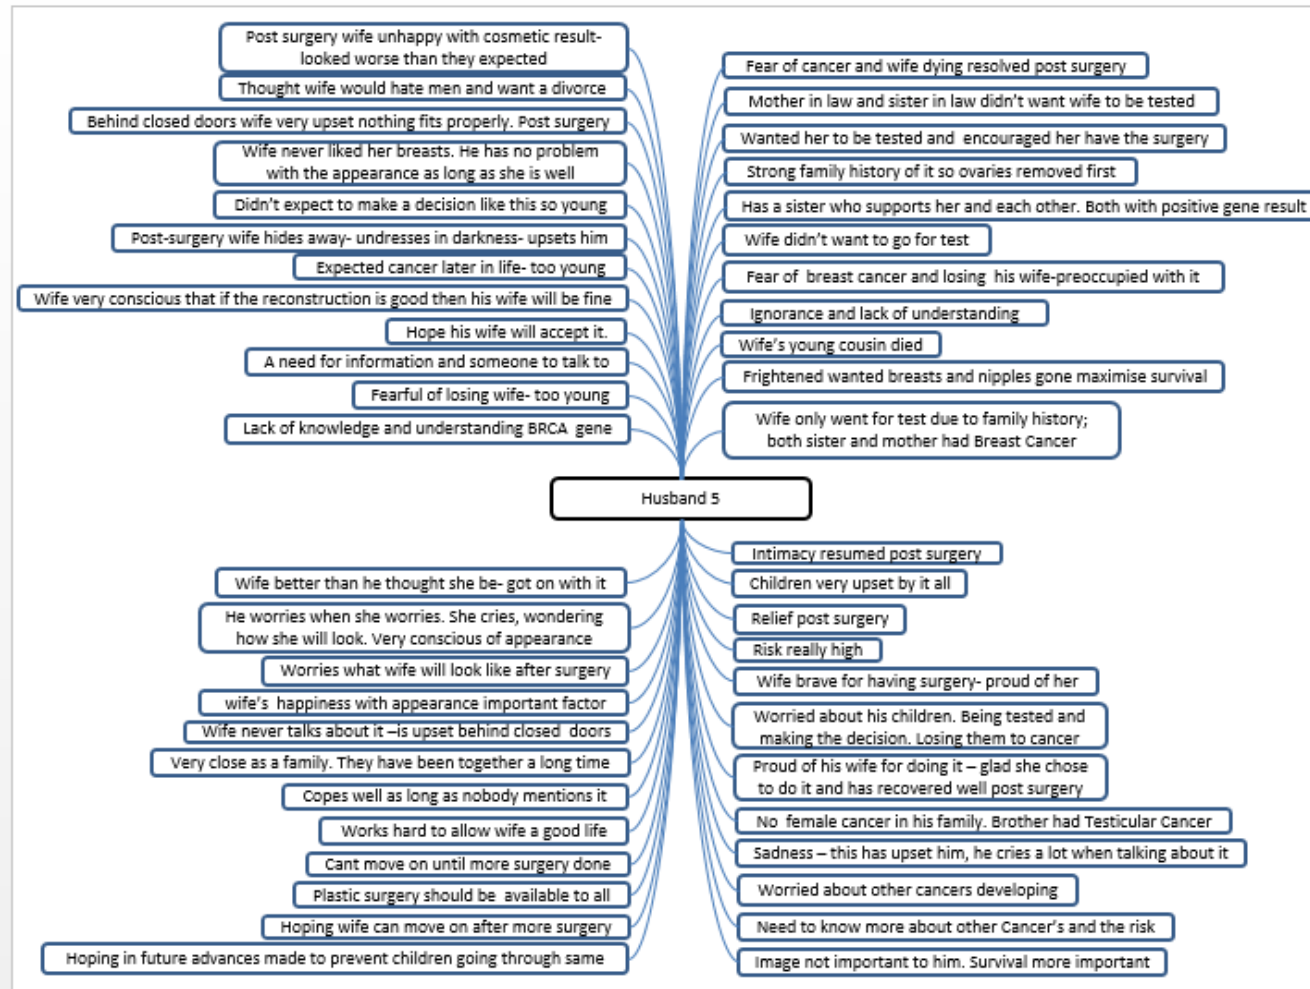 Post surgery wife unhappy with cosmetic result-
looked worse than they expected
Thought wife would hate men and want a divorce
Behind closed doors wife very upset nothing fits properly. Post surgery
Wife never liked her breasts. He has no problem
with the appearance as long as she is well
Didn't expect to make a decision like this so young
Post-surgery wife hides away- undresses in darkness- upsets him
Expected cancer later in life- too young
Wife very conscious that if the reconstruction is good then his wife will be fine
Hope his wife will accept it.
A need for information and someone to talk to
Fearful of losing wife- too young
Lack of knowledge and understanding BRCA gene
Fear of cancer and wife dying resolved post surgery
Mother in law and sister in law didn't want wife to be tested
Wanted her to be tested and encouraged her have the surgery
Strong family history of it so ovaries removed first
Has a sister who supports her and each other. Both with positive gene result
Wife didn't want to go for test
Fear of breast cancer and losing his wife-preoccupied with it
Ignorance and lack of understanding
Wife's young cousin died
Frightened wanted breasts and nipples gone maximise survival
Wife only went for test due to family history;
both sister and mother had Breast Cancer
Husband 5
Wife better than he thought she be- got on with it
He worries when she worries. She cries, wondering
how she will look. Very conscious of appearance
Worries what wife will look like after surgery
wife's happiness with appearance important factor
Wife never talks about it –is upset behind closed doors
Very close as a family. They have been together a long time
Copes well as long as nobody mentions it
Works hard to allow wife a good life
Cant move on until more surgery done
Plastic surgery should be available to all
Hoping wife can move on after more surgery
Hoping in future advances made to prevent children going through same
Intimacy resumed post surgery
Children very upset by it all
Relief post surgery
Risk really high
Wife brave for having surgery- proud of her
Worried about his children. Being tested and
making the decision. Losing them to cancer
Proud of his wife for doing it – glad she chose
to do it and has recovered well post surgery
No female cancer in his family. Brother had Testicular Cancer
Sadness – this has upset him, he cries a lot when talking about it
Worried about other cancers developing
Need to know more about other Cancer's and the risk
Image not important to him. Survival more important